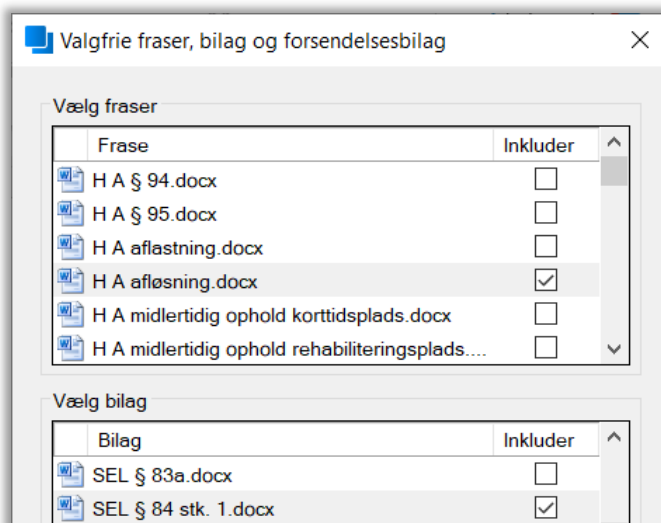 Valgfrie fraser, bilag og forsendelsesbilag
Vælg fraser
Frase Inkluder
H A § 94.docx
H A § 95.docx
H A aflastning.docx
H A afløsning.docx
H A midlertidig ophold korttidsplads.docx
H A midlertidig ophold rehabiliteringsplads....
Vælg bilag
Bilag Inkluder
SEL § 83a.docx
SEL § 84 stk. 1.docx